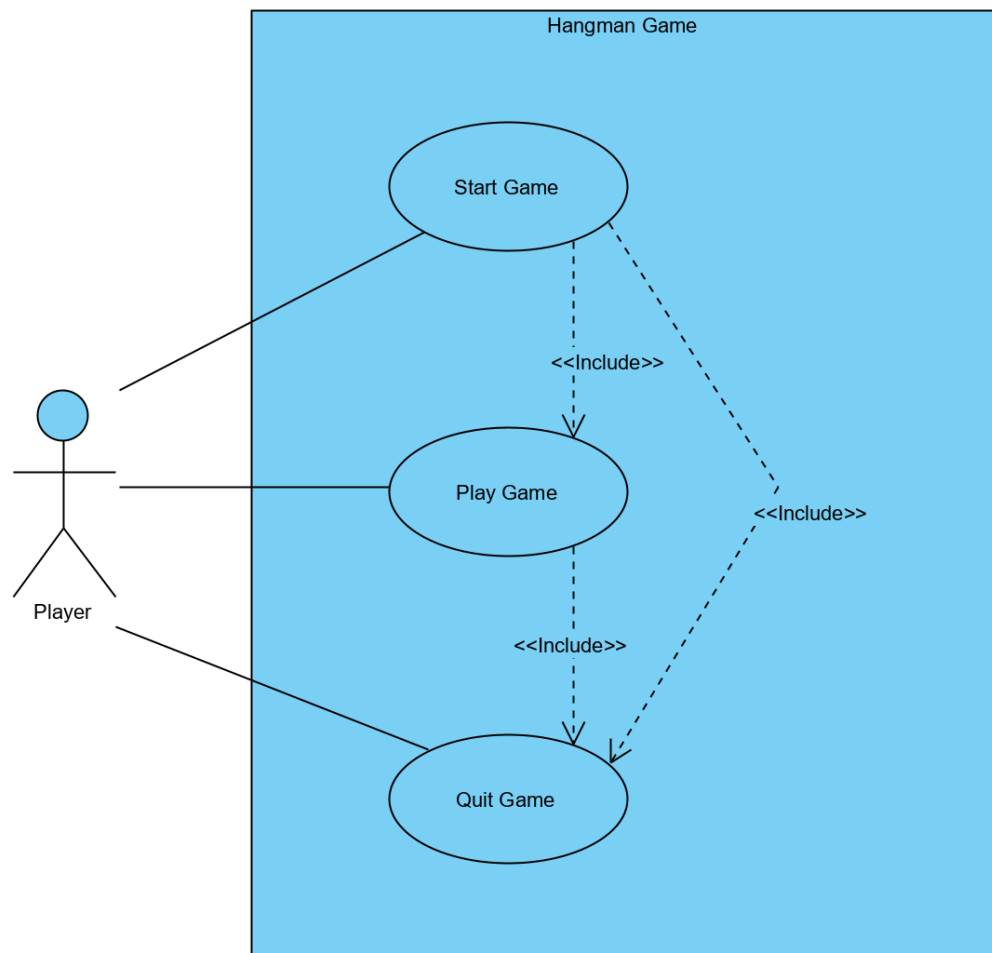 Hangman Game
Start Game
<<Include>>
Play Game
<<Include>>
Player
<<Include>>
Quit Game